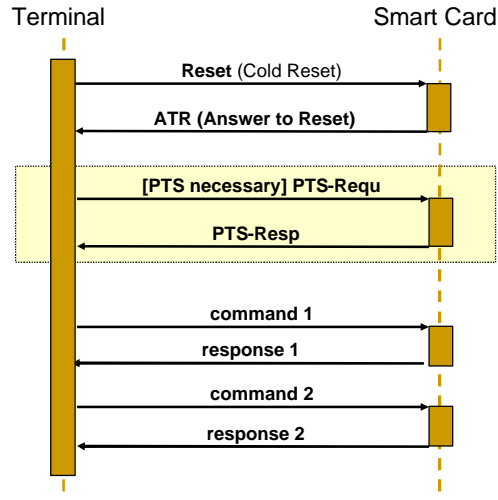 Terminal
Smart Card
Reset (Cold Reset)
ATR (Answer to Reset)
[PTS necessary] PTS-Requ
PTS-Resp
command 1
response 1
command 2
response 2